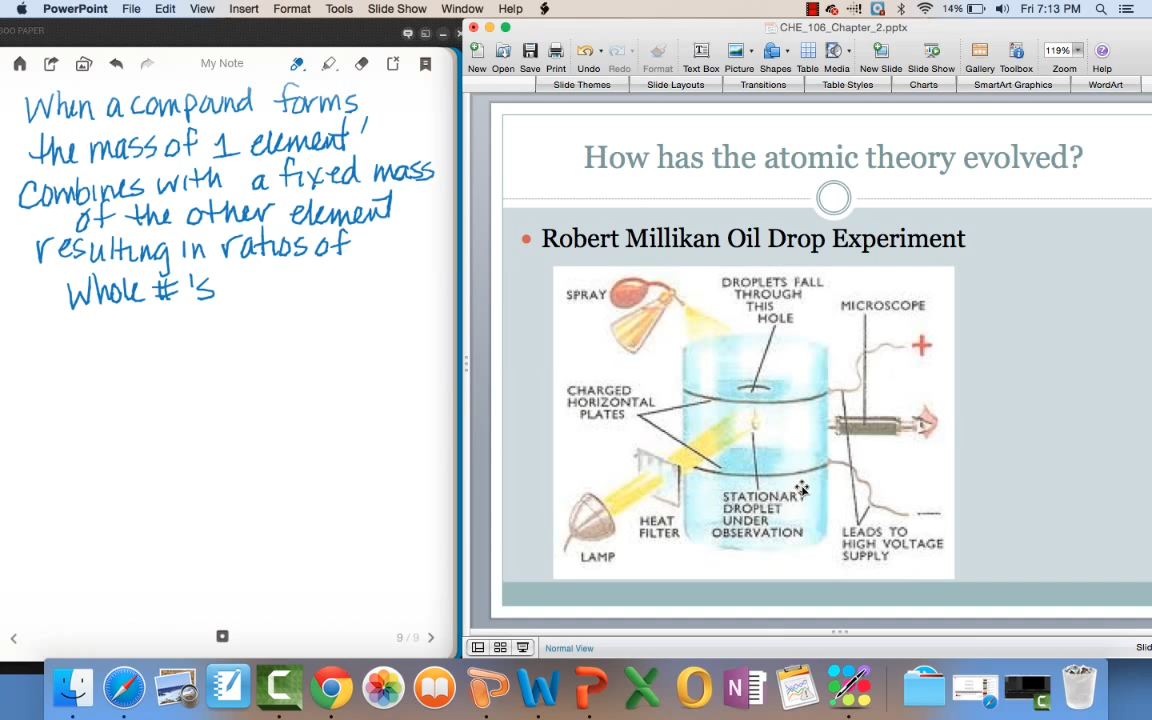 PowerPoint File Edit View Insert Format Tools Slide Show Window Help
14% Fri 7:13 PM
GOO PAPER
My Note
When a compound forms,
the mass of 1 element
combines with a fixed mass
of the other element
resulting in ratios of
whole #'s
9 / 9
CHE_106_Chapter_2.pptx
119%
New Open Save Print Undo Redo Format Text Box Picture Shapes Table Media New Slide Slide Show Gallery Toolbox Zoom Help
Slide Themes Slide Layouts Transitions Table Styles Charts SmartArt Graphics WordArt
How has the atomic theory evolved?
Robert Millikan Oil Drop Experiment
SPRAY
DROPLETS FALL
THROUGH
THIS
HOLE
MICROSCOPE
+
CHARGED
HORIZONTAL
PLATES
STATIONARY
DROPLET
UNDER
OBSERVATION
HEAT
FILTER
LAMP
—
LEADS TO
HIGH VOLTAGE
SUPPLY
Normal View
Slid